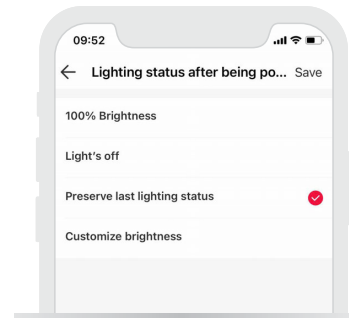 09:52
Lighting status after being po... Save
100% Brightness
Light's off
Preserve last lighting status
Customize brightness